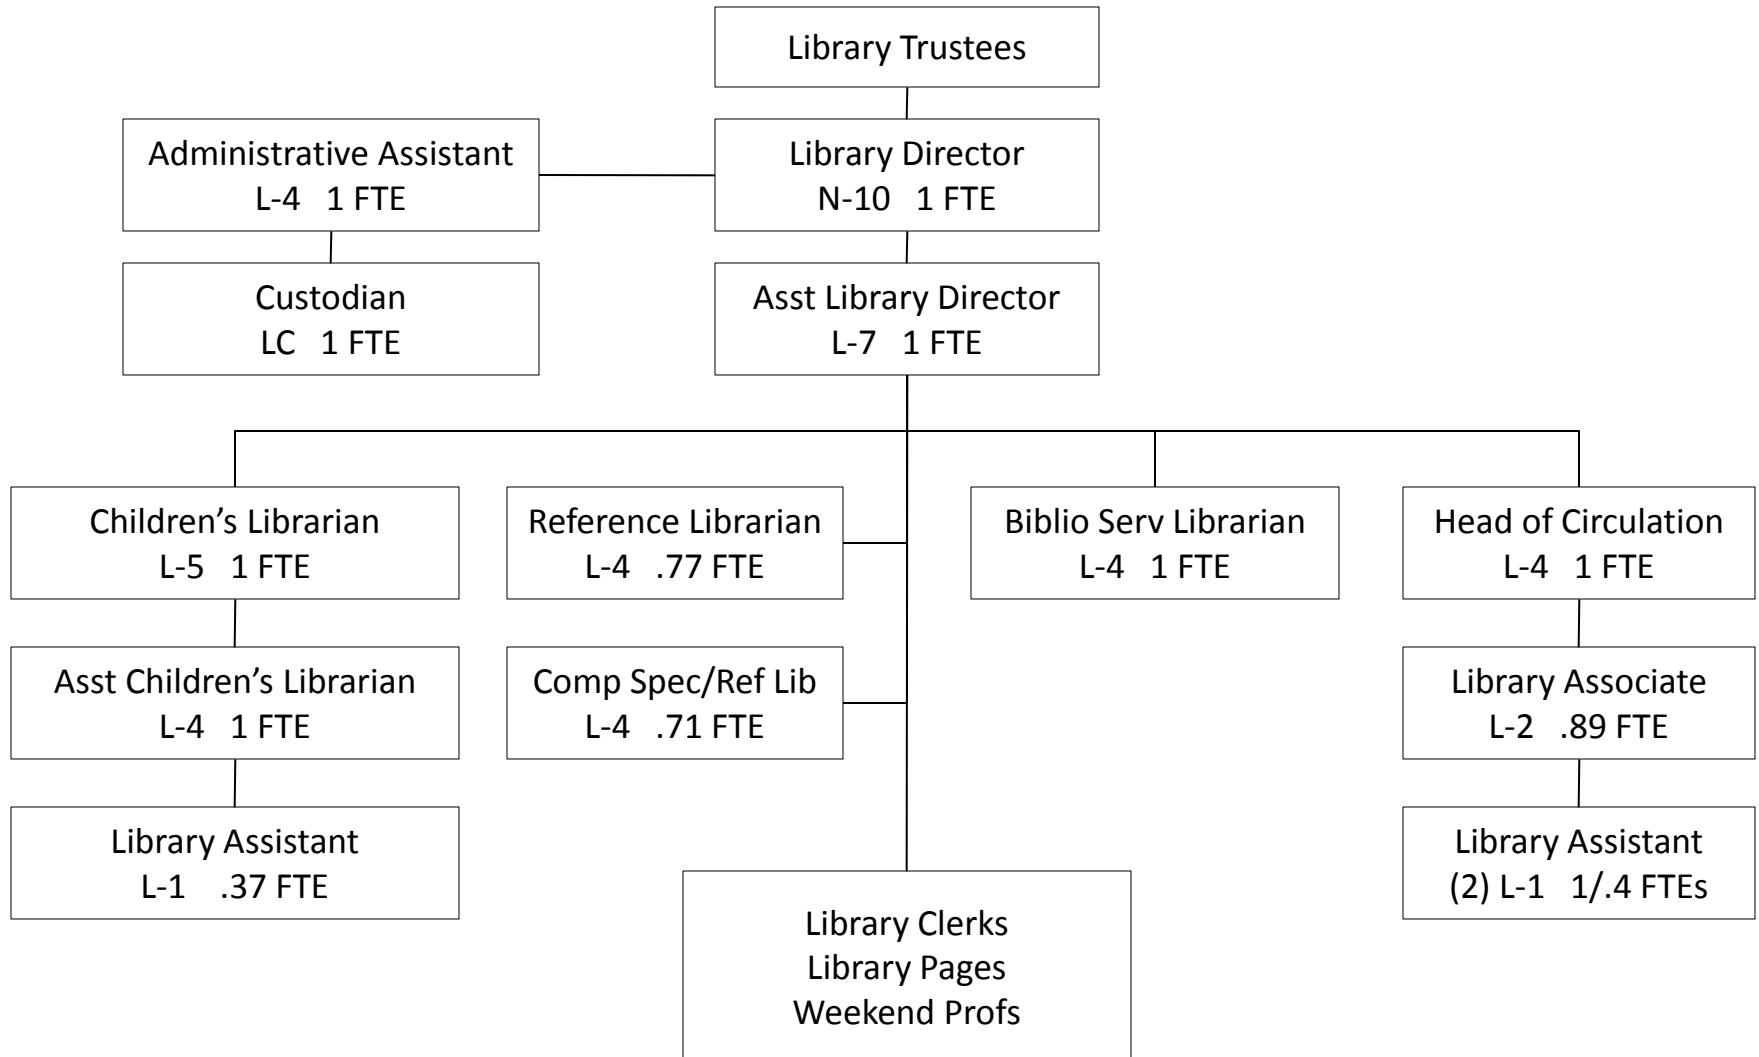 Library Trustees
Administrative Assistant
L-4 1 FTE
Library Director
N-10 1 FTE
Custodian
LC 1 FTE
Asst Library Director
L-7 1 FTE
Children’s Librarian
L-5 1 FTE
Reference Librarian
L-4 .77 FTE
Biblio Serv Librarian
L-4 1 FTE
Head of Circulation
L-4 1 FTE
Asst Children’s Librarian
L-4 1 FTE
Comp Spec/Ref Lib
L-4 .71 FTE
Library Associate
L-2 .89 FTE
Library Assistant
L-1 .37 FTE
Library Assistant
(2) L-1 1/.4 FTEs
Library Clerks
Library Pages
Weekend Profs